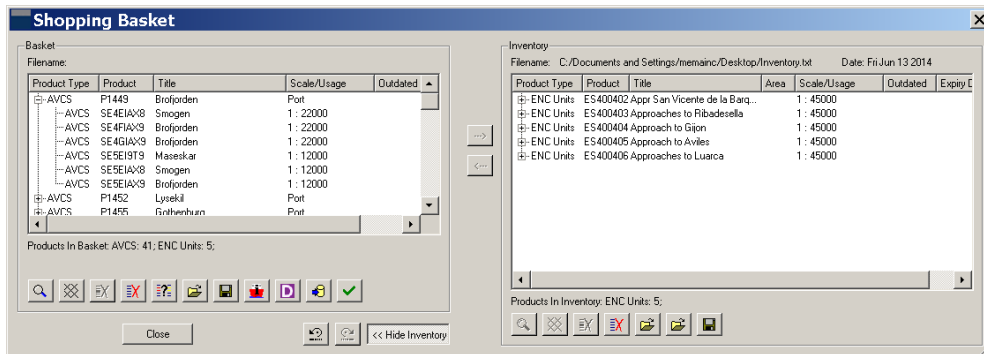 Shopping Basket
Basket
Filename:
Product Type Product Title Scale/Usage Outdated
AVCS P1449 Brofjorden Port
AVCS SE4EIAX8 Smogen 1 : 22000
AVCS SE4FIAX9 Brofjorden 1 : 22000
AVCS SE4GIAX9 Brofjorden 1 : 22000
AVCS SE5EI9T9 Maseskar 1 : 12000
AVCS SE5EIAX8 Smogen 1 : 12000
AVCS SE5EIAX9 Brofjorden 1 : 12000
AVCS P1452 Lysekil Port
AVCS P1455 Gothenburg Port
Products In Basket: AVCS: 41; ENC Units: 5;
Close
<< Hide Inventory
Inventory
Filename: C:/Documents and Settings/memainc/Desktop/Inventory.txt Date: Fri Jun 13 2014
Product Type Product Title Area Scale/Usage Outdated Expiry D
ENC Units ES400402 Appr San Vicente de la Barq... 1 : 45000
ENC Units ES400403 Approaches to Ribadesella 1 : 45000
ENC Units ES400404 Approach to Gijon 1 : 45000
ENC Units ES400405 Approach to Aviles 1 : 45000
ENC Units ES400406 Approaches to Luarca 1 : 45000
Products In Inventory: ENC Units: 5;